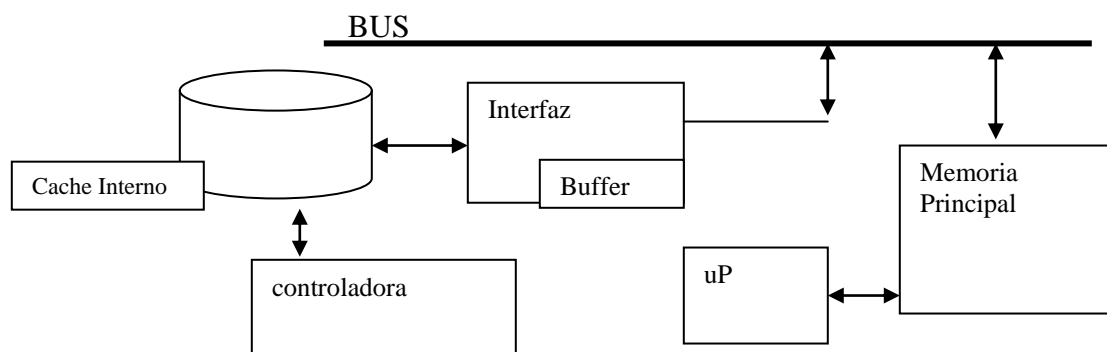 BUS
Interfaz
Buffer
Cache Interno
Memoria
Principal
controladora
uP